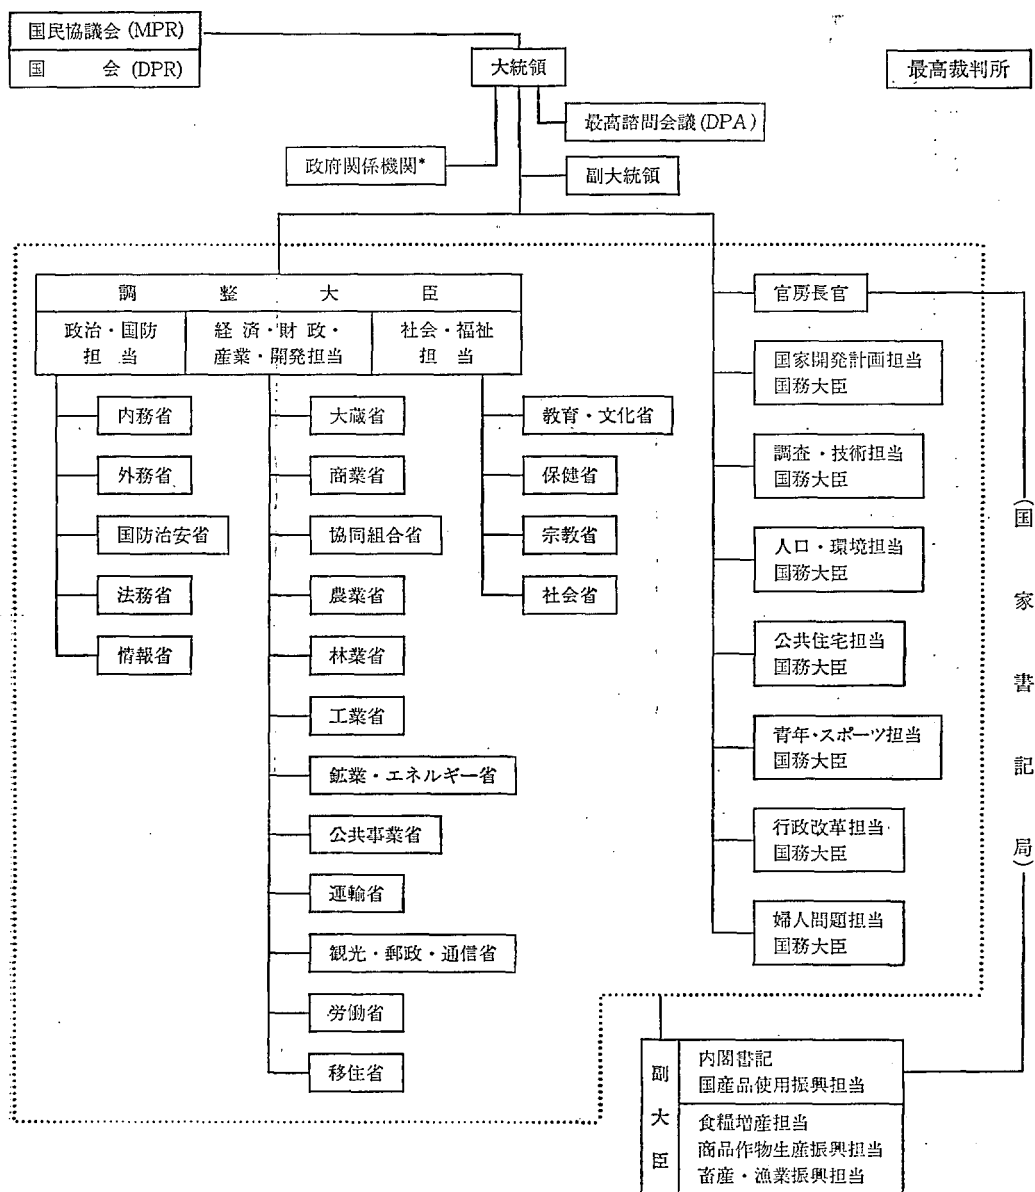 国民協議会 (MPR)
国 会 (DPR)
大統領
最高裁判所
最高諮問会議 (DPA)
政府関係機関*
副大統領
調 整 大 臣
政治・国防
担 当
経 済・財 政・
産業・開発担当
社会・福祉
担 当
内務省
外務省
国防治安省
法務省
情報省
大蔵省
商業省
協同組合省
農業省
林業省
工業省
鉱業・エネルギー省
公共事業省
運輸省
観光・郵政・通信省
労働省
移住省
教育・文化省
保健省
宗教省
社会省
官房長官
国家開発計画担当
国務大臣
調査・技術担当
国務大臣
人口・環境担当
国務大臣
公共住宅担当
国務大臣
青年・スポーツ担当
国務大臣
行政改革担当
国務大臣
婦人問題担当
国務大臣
(国家書記局)
副大臣
内閣書記
国産品使用振興担当
食糧増産担当
商品作物生産振興担当
畜産・漁業振興担当